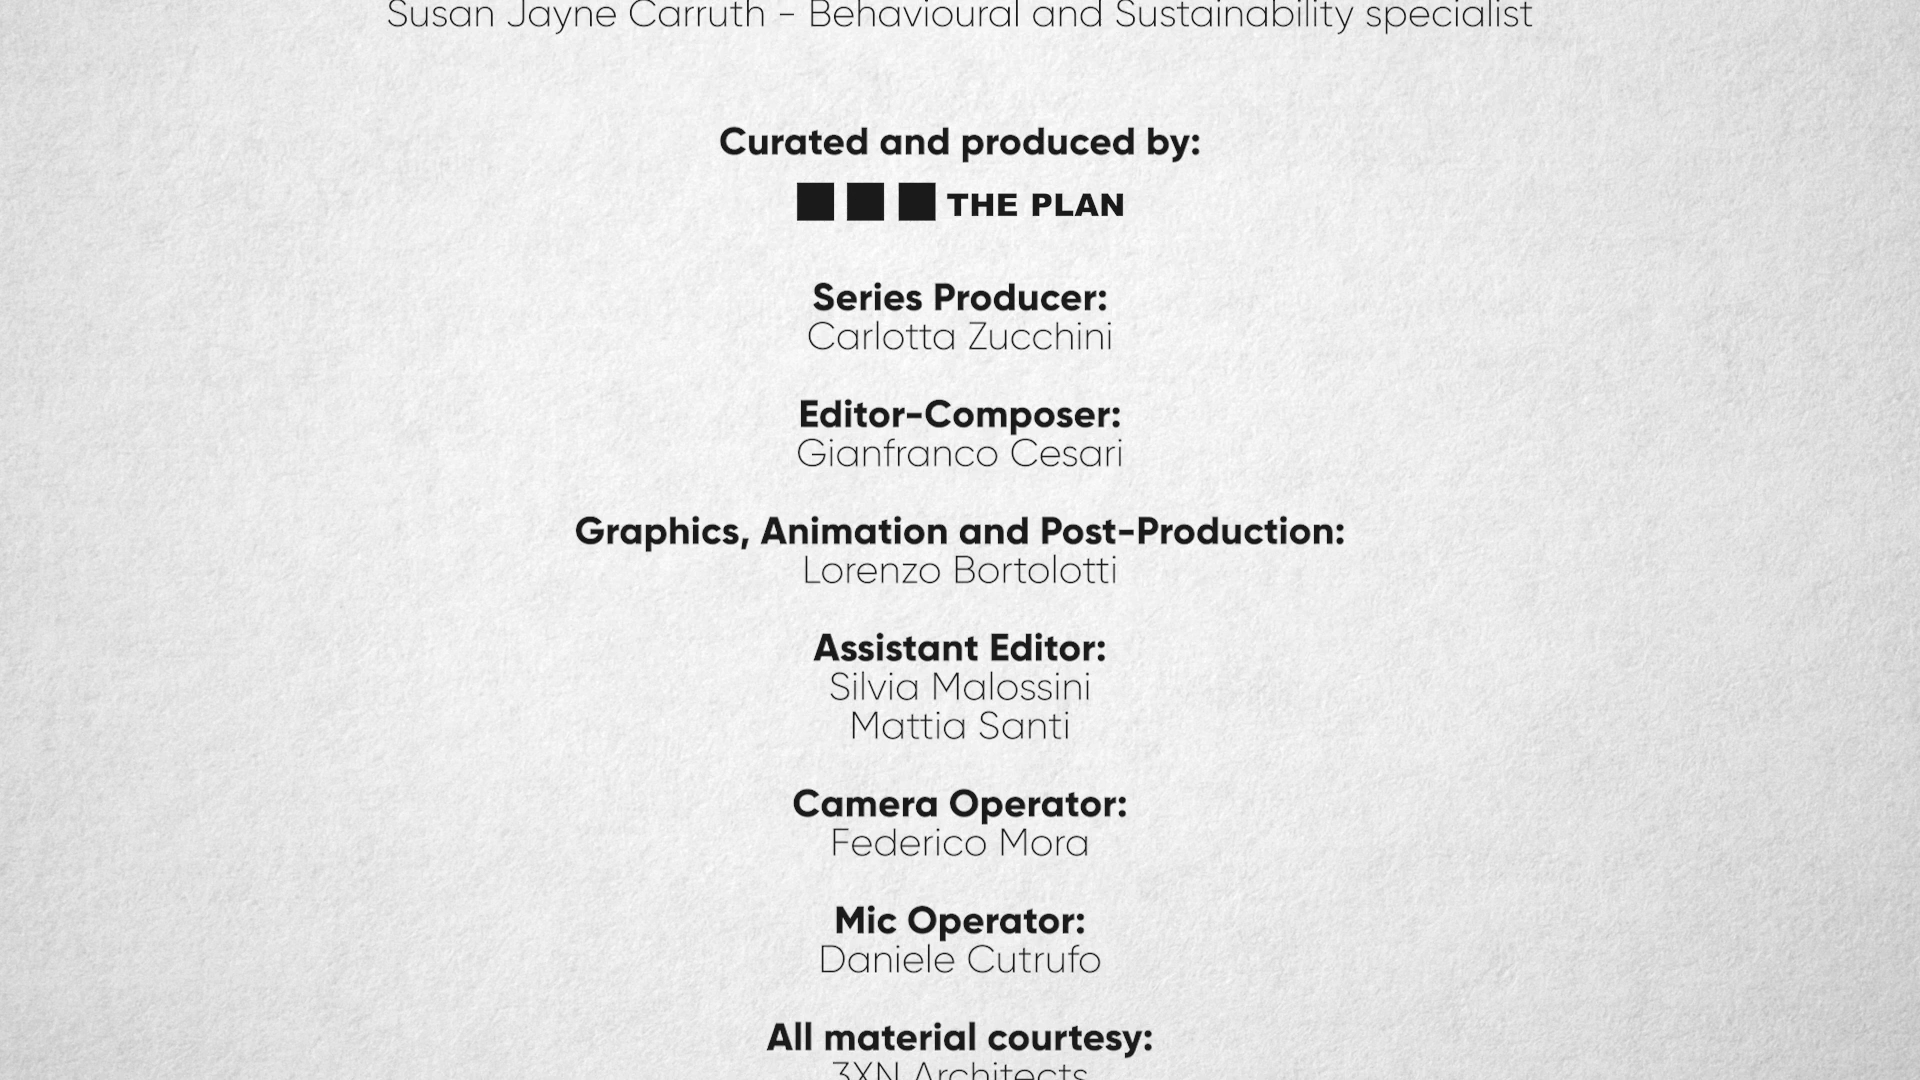 Susan Jayne Carruth - Behavioural and Sustainability specialist
Curated and produced by:
THE PLAN
Series Producer:
Carlotta Zucchini
Editor-Composer:
Gianfranco Cesari
Graphics, Animation and Post-Production:
Lorenzo Bortolotti
Assistant Editor:
Silvia Malossini
Mattia Santi
Camera Operator:
Federico Mora
Mic Operator:
Daniele Cutrufo
All material courtesy:
3XN Architects